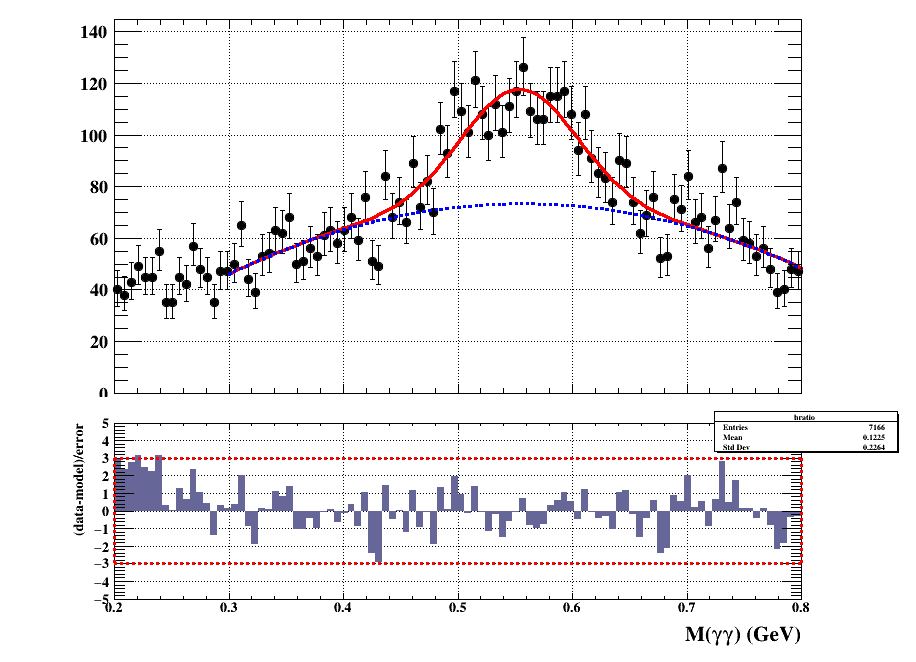 140
120
100
80
60
40
20
0
hratio
Entries 7166
Mean 0.1225
Std Dev 0.2264
(data-model)/error
5
4
3
2
1
0
−1
−2
−3
−4
−5
0.2 0.3 0.4 0.5 0.6 0.7 0.8
M(γγ) (GeV)